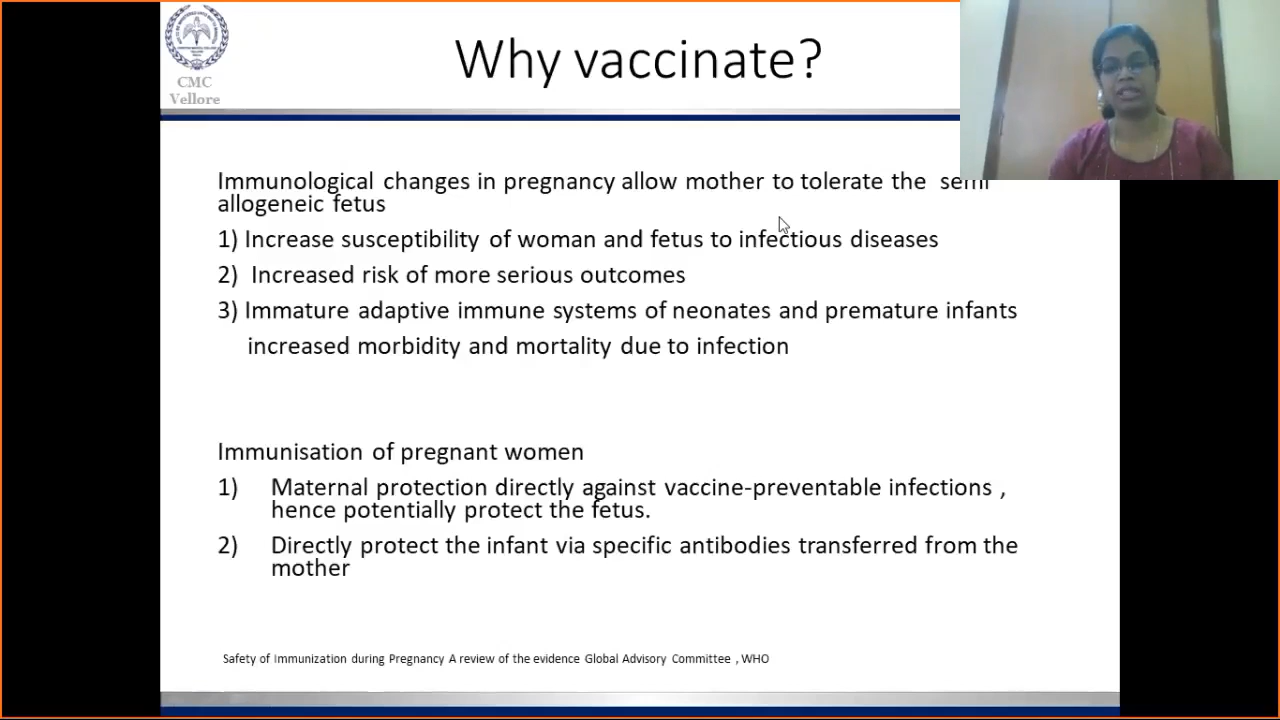 CMC
Vellore
Why vaccinate?
Immunological changes in pregnancy allow mother to tolerate the semi
allogeneic fetus
1) Increase susceptibility of woman and fetus to infectious diseases
2) Increased risk of more serious outcomes
3) Immature adaptive immune systems of neonates and premature infants
increased morbidity and mortality due to infection
Immunisation of pregnant women
1) Maternal protection directly against vaccine-preventable infections ,
hence potentially protect the fetus.
2) Directly protect the infant via specific antibodies transferred from the
mother
Safety of Immunization during Pregnancy A review of the evidence Global Advisory Committee , WHO